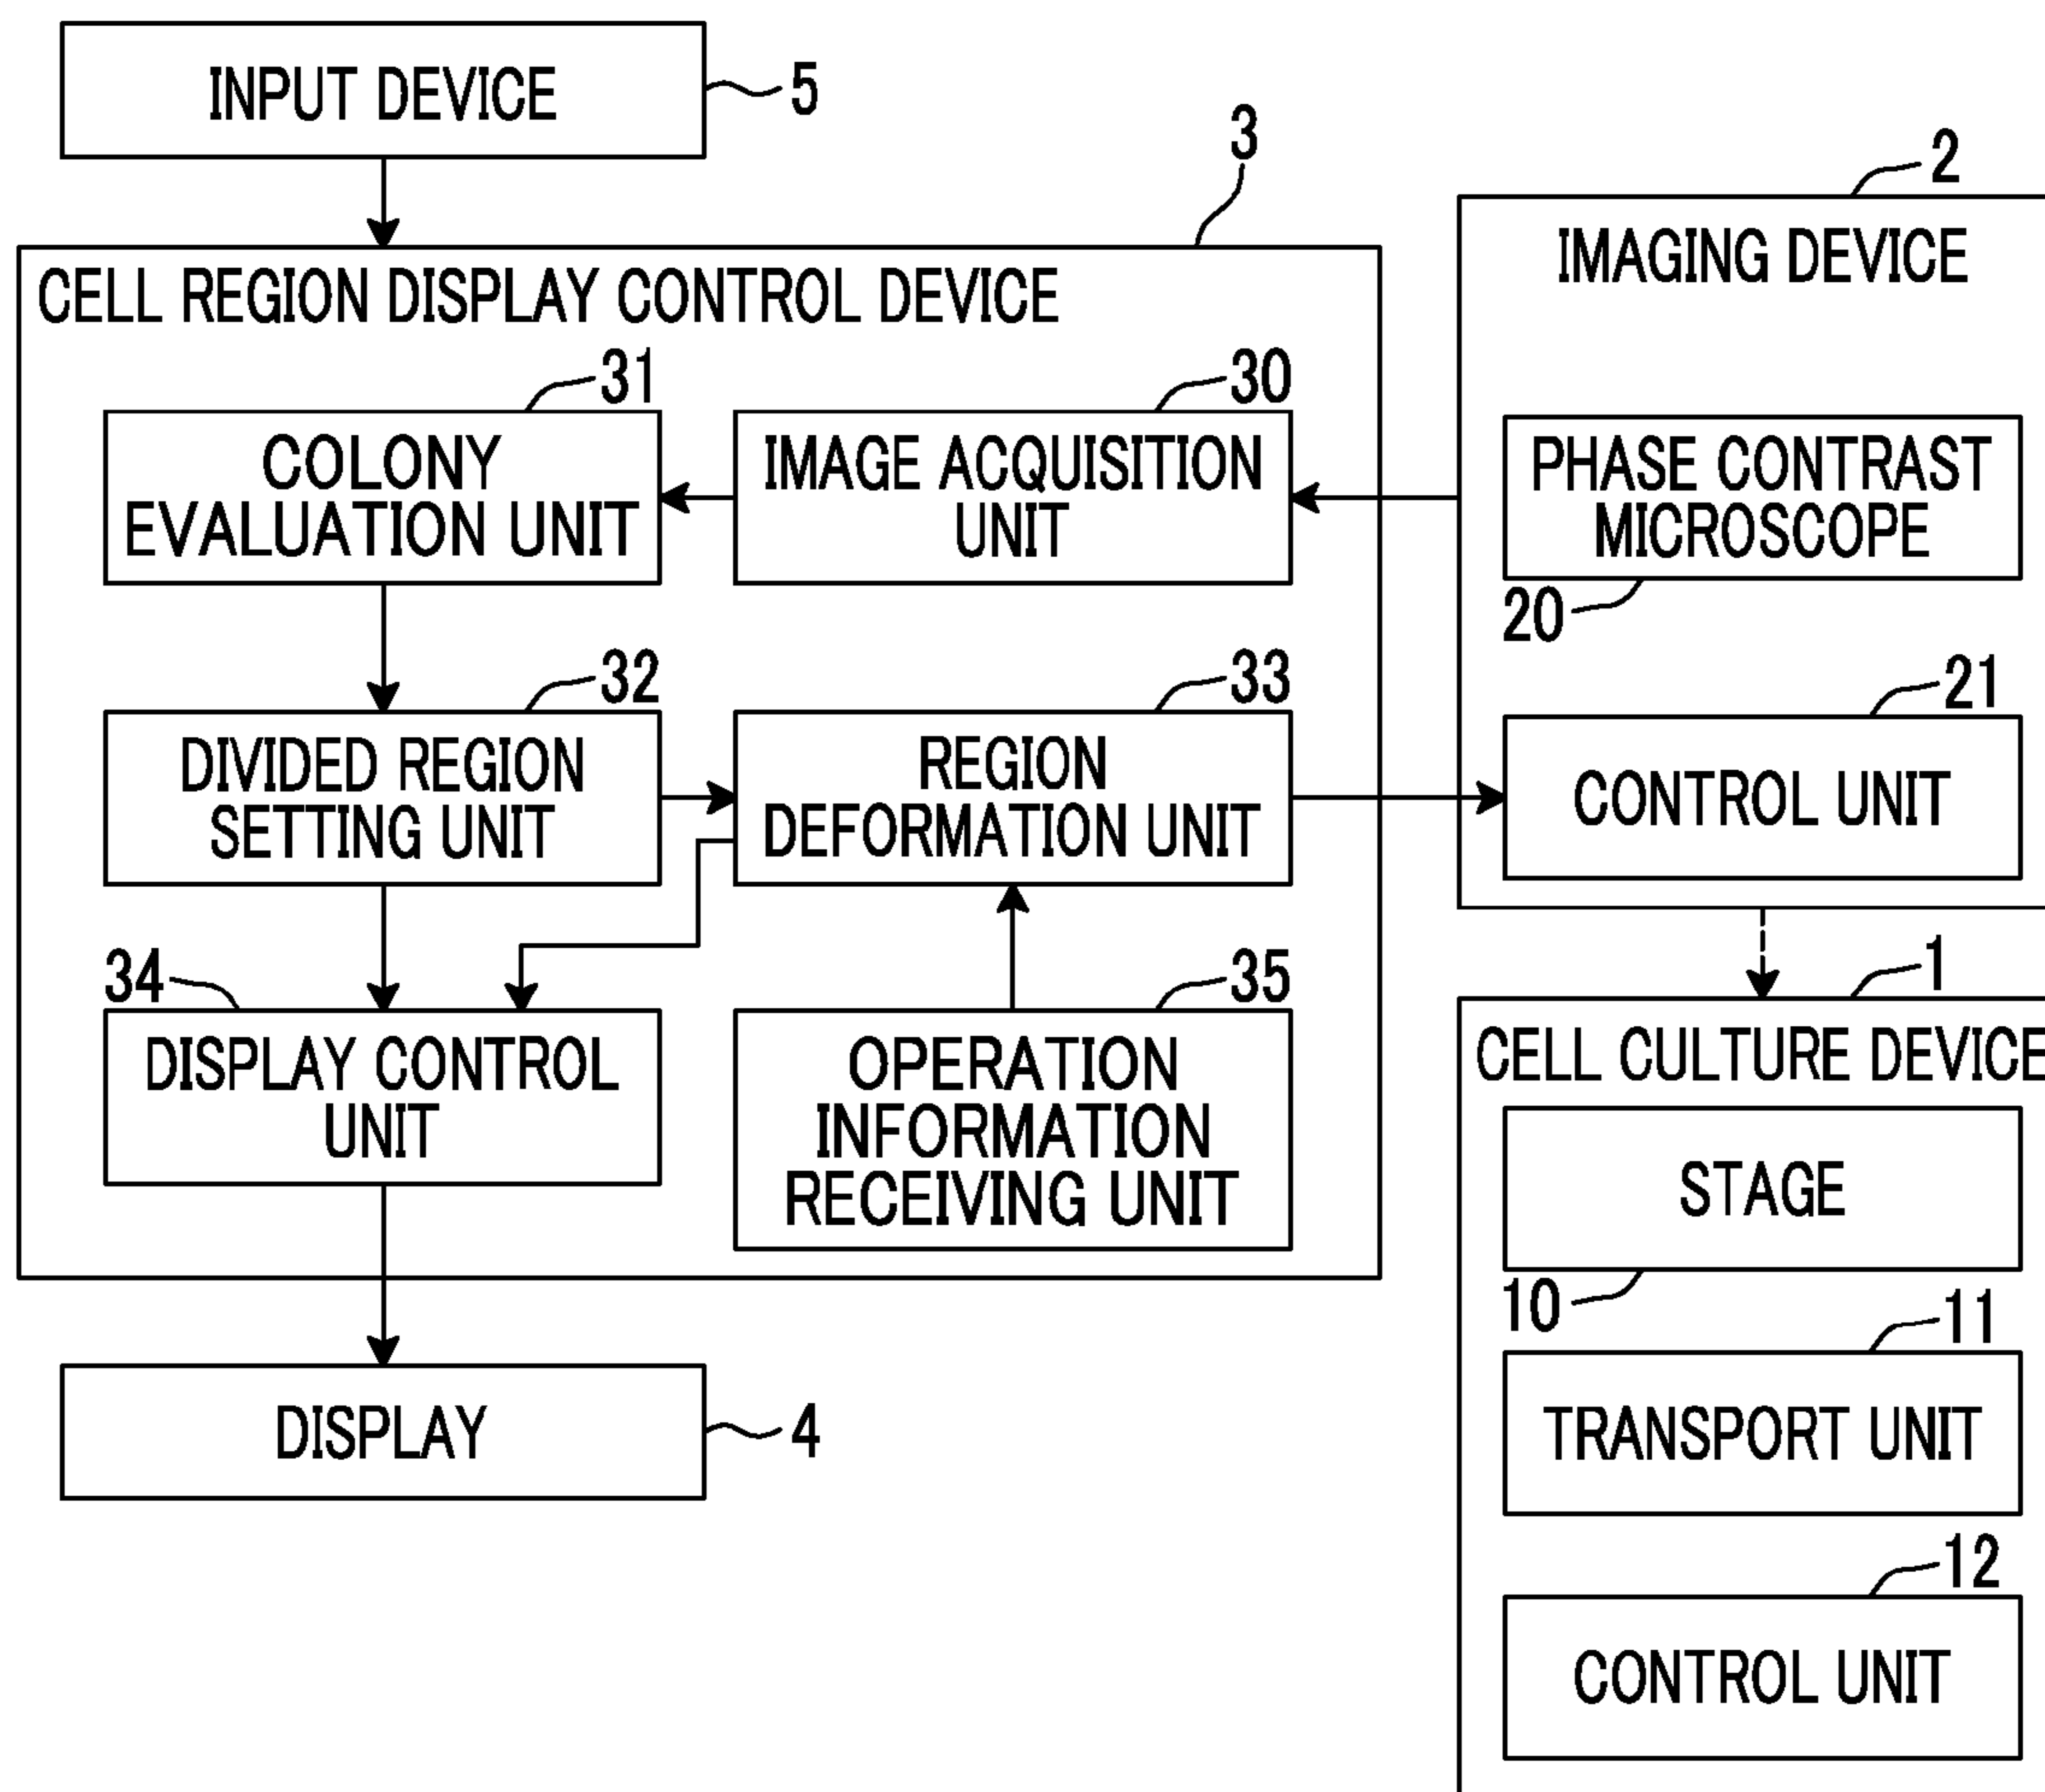 INPUT DEVICE
5
3
2
CELL REGION DISPLAY CONTROL DEVICE
IMAGING DEVICE
31
30
COLONY
EVALUATION UNIT
IMAGE ACQUISITION
UNIT
PHASE CONTRAST
MICROSCOPE
20
32
33
21
DIVIDED REGION
SETTING UNIT
REGION
DEFORMATION UNIT
CONTROL UNIT
34
35
1
DISPLAY CONTROL
UNIT
OPERATION
INFORMATION
RECEIVING UNIT
CELL CULTURE DEVICE
STAGE
10
11
DISPLAY
4
TRANSPORT UNIT
12
CONTROL UNIT